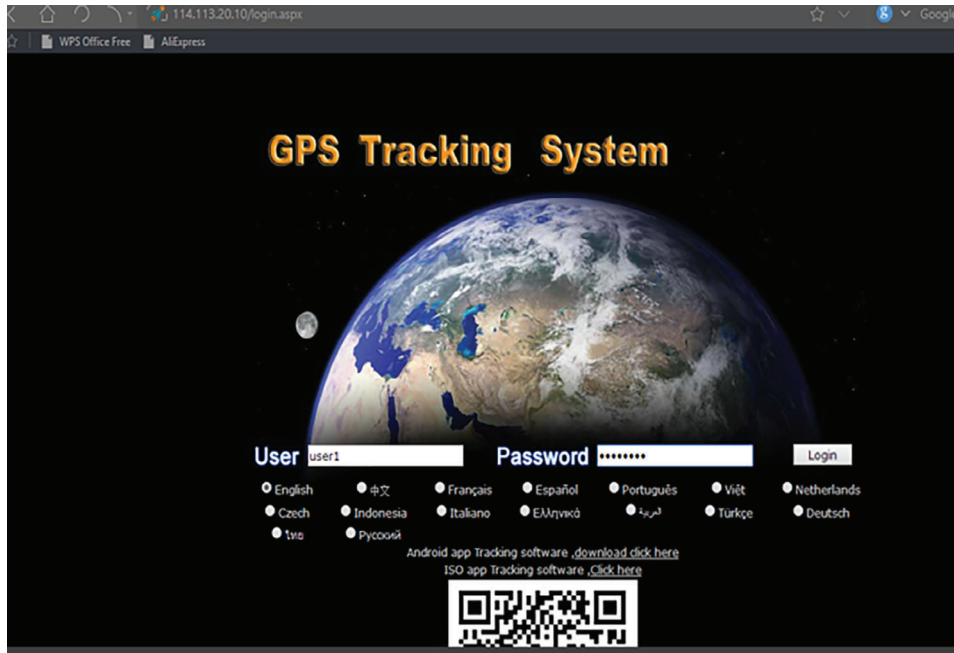 114.113.20.10/login.aspx
Google
WPS Office Free AliExpress
GPS Tracking System
User user1 Password •••••••• Login
English 中文 Français Español Português Việt Netherlands
Czech Indonesia Italiano Ελληνικά العربية Türkçe Deutsch
ไทย Русский
Android app Tracking software ,download click here
ISO app Tracking software ,Click here